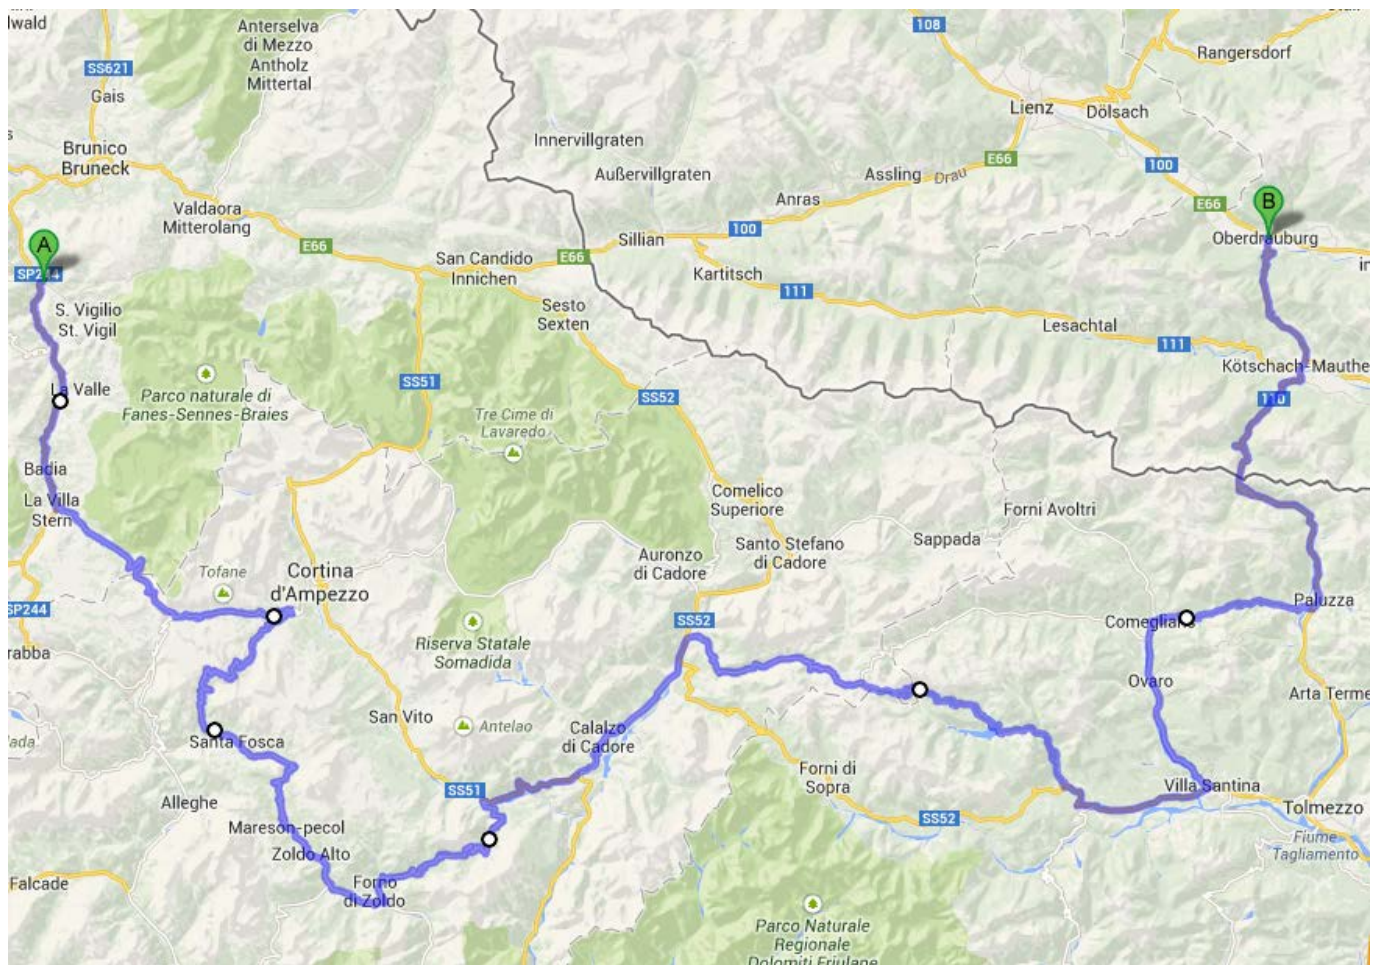 lwald
Anterselva
di Mezzo
Antholz
Mittertal
108
Rangersdorf
SS621
Gais
Lienz
Dölsach
Innervillgraten
Brunico
Bruneck
E66
100
Außervillgraten
Assling
Drau
Anras
E66
B
Valdaora
Mitterolang
100
Sillian
Oberdrauburg
A
E66
San Candido
Innichen
E66
in
SP244
Kartitsch
111
S. Vigilio
St. Vigil
Sesto
Sexten
Lesachtal
111
Kötschach-Mauthe
SS51
La Valle
Parco naturale di
Fanes-Sennes-Braies
SS52
110
Tre Cime di
Lavaredo
Badia
La Villa
Stern
Comelico
Superiore
Forni Avoltri
Sappada
Santo Stefano
di Cadore
Auronzo
di Cadore
Tofane
Cortina
d'Ampezzo
SP244
Paluzza
SS52
Comeglians
Riserva Statale
Somadida
rabba
Ovaro
Arta Terme
San Vito
Antelao
Calalzo
di Cadore
lada
Santa Fosca
Forni di
Sopra
Villa Santina
SS51
Alleghe
Tolmezzo
SS52
Mareson-pecol
Zoldo Alto
Fiume
Tagliamento
Falcade
Forno
di Zoldo
Parco Naturale
Regionale
Dolomiti Friulane